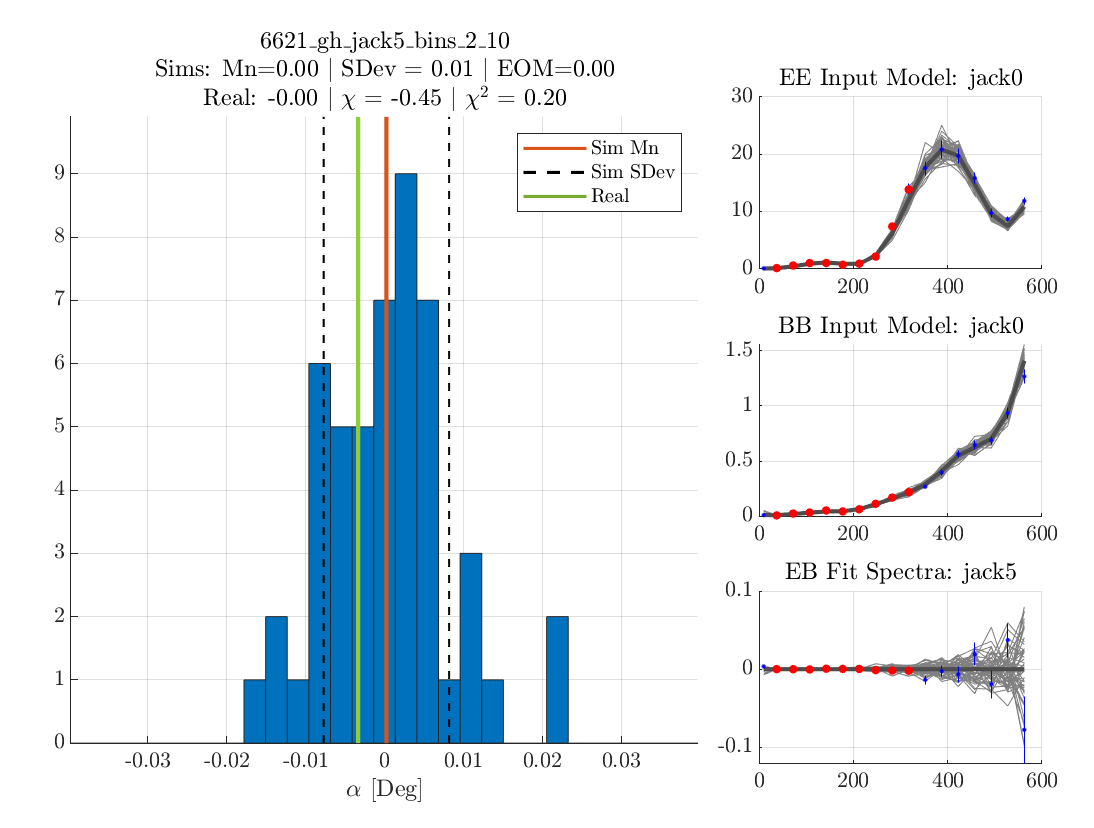 6621_gh_jack5_bins_2_10
Sims: Mn=0.00 | SDev = 0.01 | EOM=0.00
Real: -0.00 | χ = -0.45 | χ² = 0.20
Sim Mn
Sim SDev
Real
9
8
7
6
5
4
3
2
1
0
-0.03 -0.02 -0.01 0 0.01 0.02 0.03
α [Deg]
EE Input Model: jack0
30
20
10
0
0 200 400 600
BB Input Model: jack0
1.5
1
0.5
0
0 200 400 600
EB Fit Spectra: jack5
0.1
0
-0.1
0 200 400 600